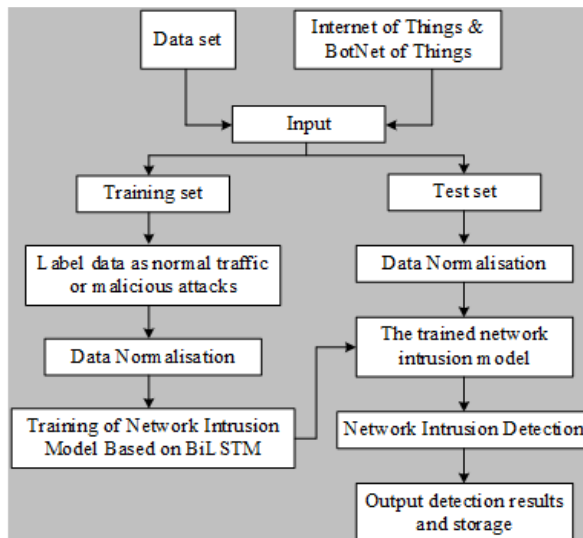 Data set
Internet of Things &
BotNet of Things
Input
Training set
Test set
Label data as normal traffic
or malicious attacks
Data Normalisation
Data Normalisation
The trained network
intrusion model
Training of Network Intrusion
Model Based on BiLSTM
Network Intrusion Detection
Output detection results
and storage